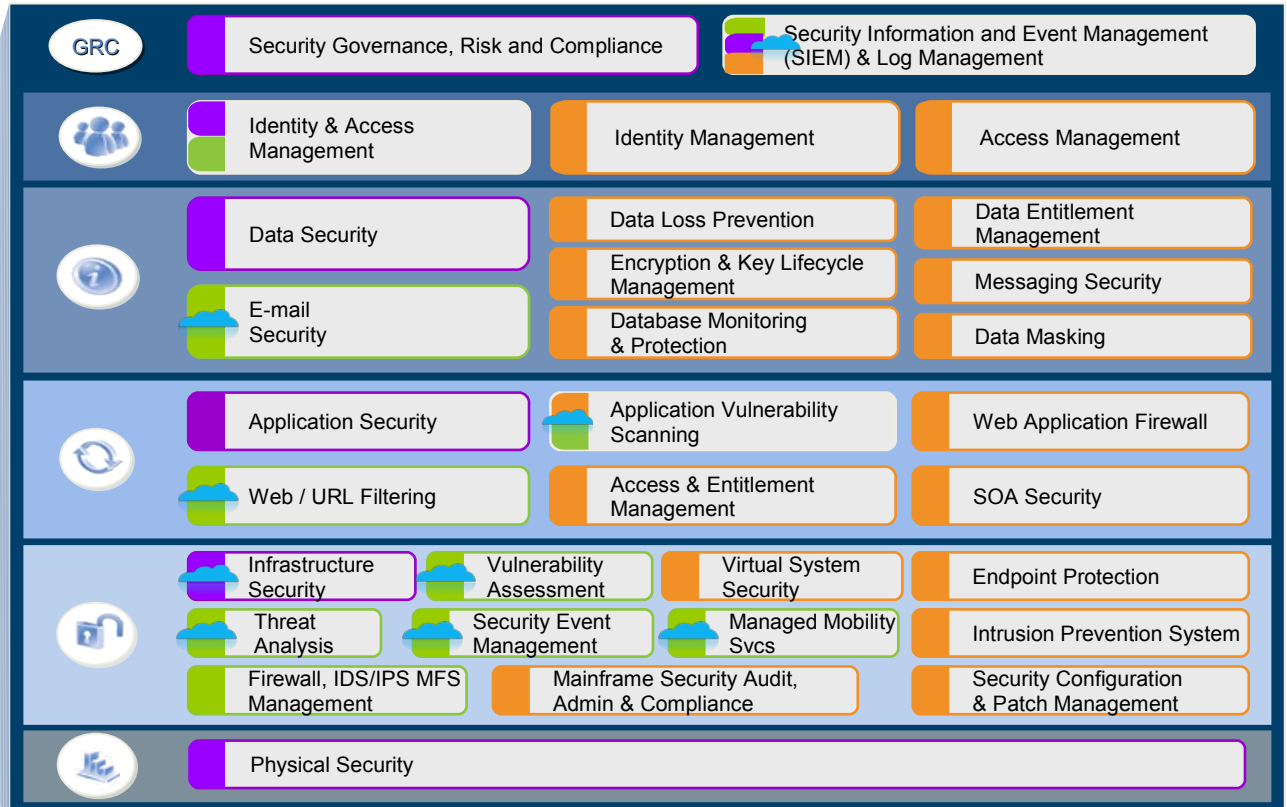 GRC
Security Governance, Risk and Compliance
Security Information and Event Management
(SIEM) & Log Management
Identity & Access
Management
Identity Management
Access Management
Data Security
Data Loss Prevention
Data Entitlement
Management
Encryption & Key Lifecycle
Management
Messaging Security
E-mail
Security
Database Monitoring
& Protection
Data Masking
Application Security
Application Vulnerability
Scanning
Web Application Firewall
Web / URL Filtering
Access & Entitlement
Management
SOA Security
Infrastructure
Security
Vulnerability
Assessment
Virtual System
Security
Endpoint Protection
Threat
Analysis
Security Event
Management
Managed Mobility
Svcs
Intrusion Prevention System
Firewall, IDS/IPS MFS
Management
Mainframe Security Audit,
Admin & Compliance
Security Configuration
& Patch Management
Physical Security